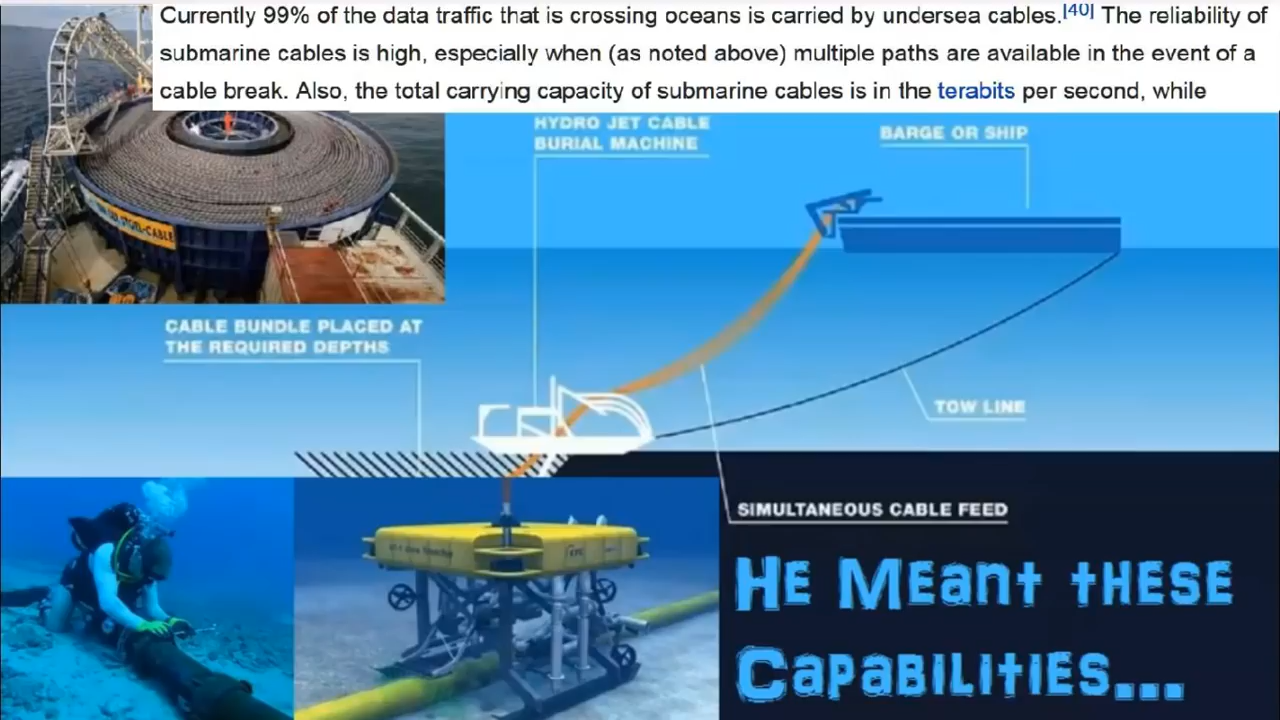 Currently 99% of the data traffic that is crossing oceans is carried by undersea cables.[40] The reliability of
submarine cables is high, especially when (as noted above) multiple paths are available in the event of a
cable break. Also, the total carrying capacity of submarine cables is in the terabits per second, while
HYDRO JET CABLE
BURIAL MACHINE
BARGE OR SHIP
STEEL-CABLE
CABLE BUNDLE PLACED AT
THE REQUIRED DEPTHS
TOW LINE
SIMULTANEOUS CABLE FEED
HE MEant tHESE
CAPABILITIES...